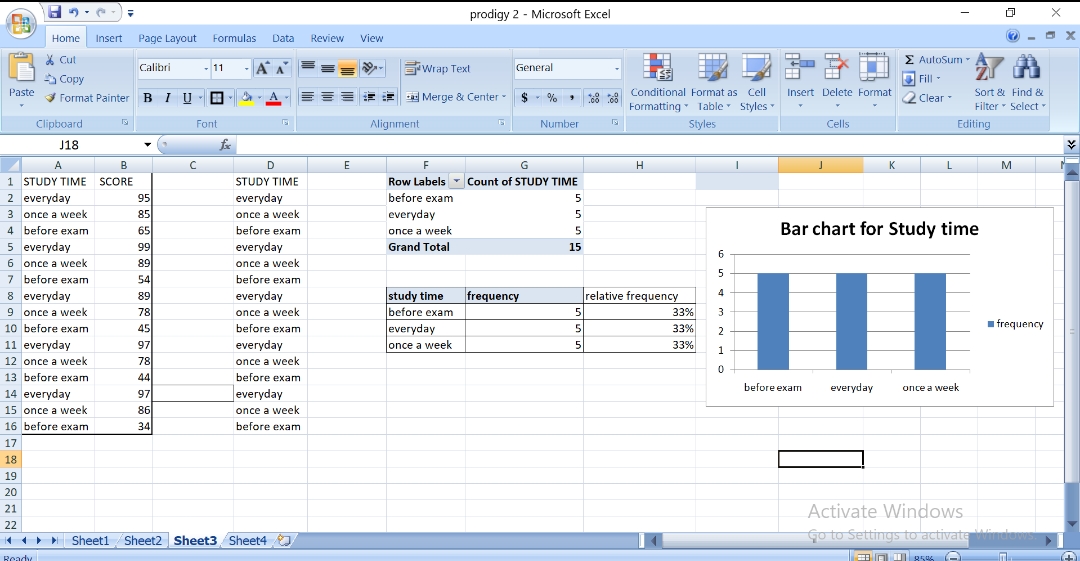 prodigy 2 - Microsoft Excel
Home Insert Page Layout Formulas Data Review View
Cut
Copy
Format Painter
Paste
Clipboard
Calibri 11
B I U A
Font
Wrap Text
Merge & Center
Alignment
General
$ % , .00 .00
Number
Conditional Formatting
Format as Table
Cell Styles
Styles
Insert Delete Format
Cells
Σ AutoSum
Fill
Clear
Sort & Filter
Find & Select
Editing
J18 fx
A B C D E F G H I J K L M
1 STUDY TIME SCORE STUDY TIME Row Labels Count of STUDY TIME
2 everyday 95 everyday before exam 5
3 once a week 85 once a week everyday 5
4 before exam 65 before exam once a week 5
5 everyday 99 everyday Grand Total 15
6 once a week 89 once a week
7 before exam 54 before exam
8 everyday 89 everyday study time frequency relative frequency
9 once a week 78 once a week before exam 5 33%
10 before exam 45 before exam everyday 5 33%
11 everyday 97 everyday once a week 5 33%
12 once a week 78 once a week
13 before exam 44 before exam
14 everyday 97 everyday
15 once a week 86 once a week
16 before exam 34 before exam
17
18
19
20
21
22
Bar chart for Study time
6
5
4
3
2
1
0
before exam everyday once a week
frequency
Activate Windows
Go to Settings to activate Windows.
Sheet1 Sheet2 Sheet3 Sheet4
Ready 85%